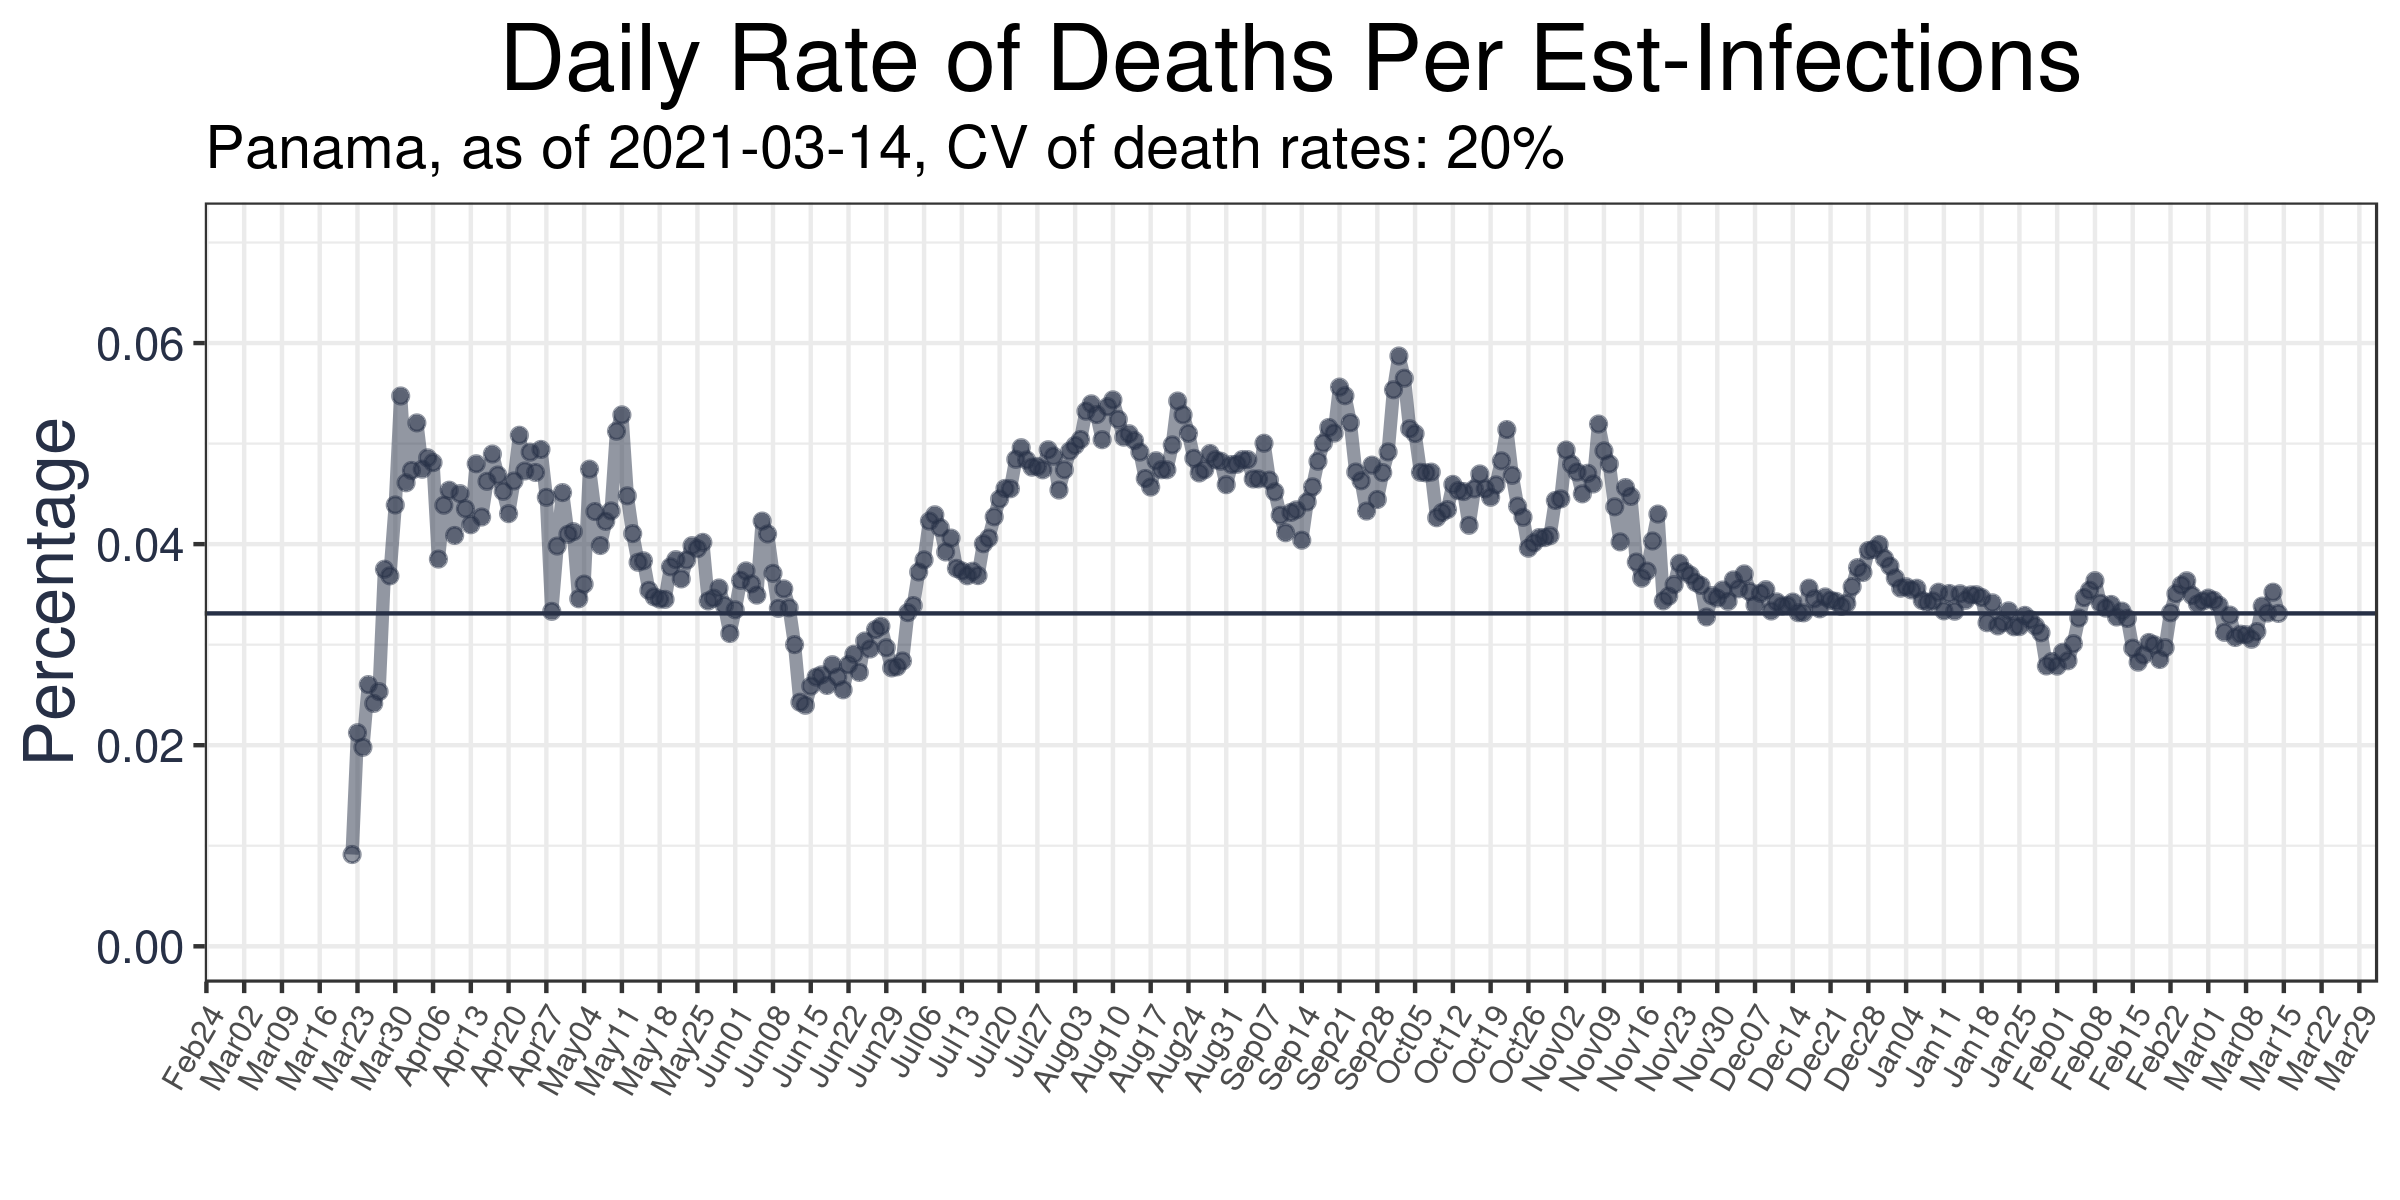 Daily Rate of Deaths Per Est-Infections
Panama, as of 2021-03-14, CV of death rates: 20%
Percentage
0.06
0.04
0.02
0.00
Feb24 Mar02 Mar09 Mar16 Mar23 Mar30 Apr06 Apr13 Apr20 Apr27 May04 May11 May18 May25 Jun01 Jun08 Jun15 Jun22 Jun29 Jul06 Jul13 Jul20 Jul27 Aug03 Aug10 Aug17 Aug24 Aug31 Sep07 Sep14 Sep21 Sep28 Oct05 Oct12 Oct19 Oct26 Nov02 Nov09 Nov16 Nov23 Nov30 Dec07 Dec14 Dec21 Dec28 Jan04 Jan11 Jan18 Jan25 Feb01 Feb08 Feb15 Feb22 Mar01 Mar08 Mar15 Mar22 Mar29